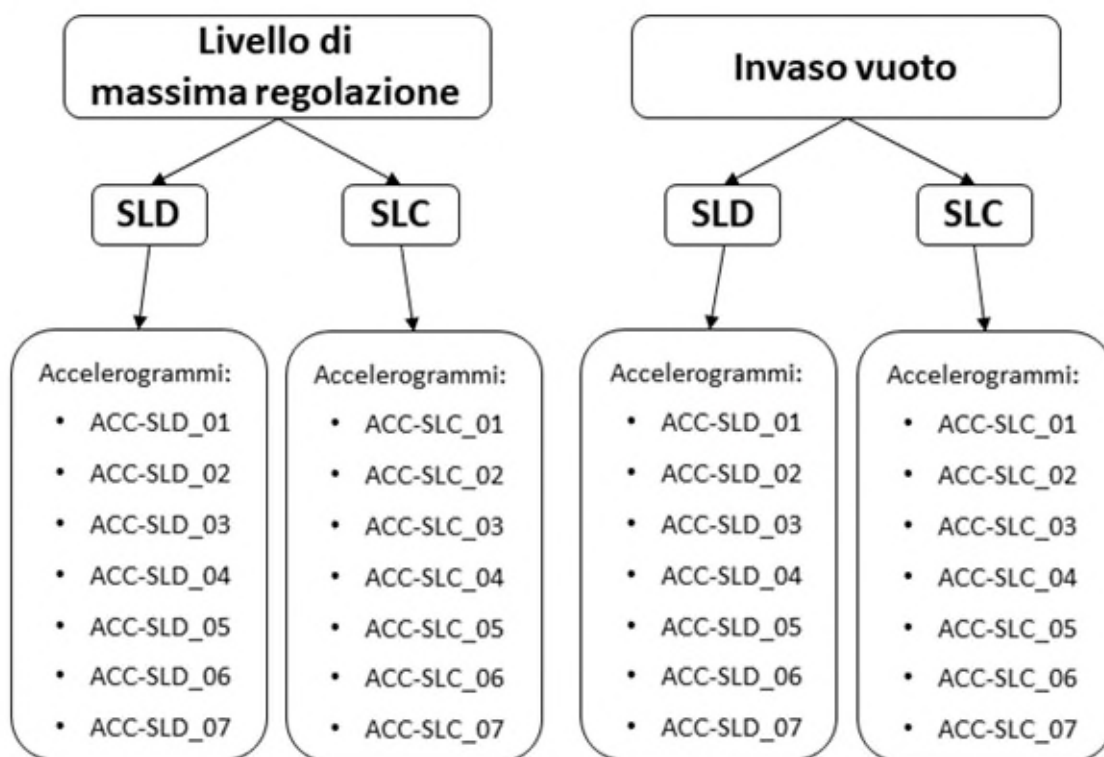 Livello di
massima regolazione
SLD
SLC
Accelerogrammi:
• ACC-SLD_01
• ACC-SLD_02
• ACC-SLD_03
• ACC-SLD_04
• ACC-SLD_05
• ACC-SLD_06
• ACC-SLD_07
Accelerogrammi:
• ACC-SLC_01
• ACC-SLC_02
• ACC-SLC_03
• ACC-SLC_04
• ACC-SLC_05
• ACC-SLC_06
• ACC-SLC_07
Invaso vuoto
SLD
SLC
Accelerogrammi:
• ACC-SLD_01
• ACC-SLD_02
• ACC-SLD_03
• ACC-SLD_04
• ACC-SLD_05
• ACC-SLD_06
• ACC-SLD_07
Accelerogrammi:
• ACC-SLC_01
• ACC-SLC_02
• ACC-SLC_03
• ACC-SLC_04
• ACC-SLC_05
• ACC-SLC_06
• ACC-SLC_07